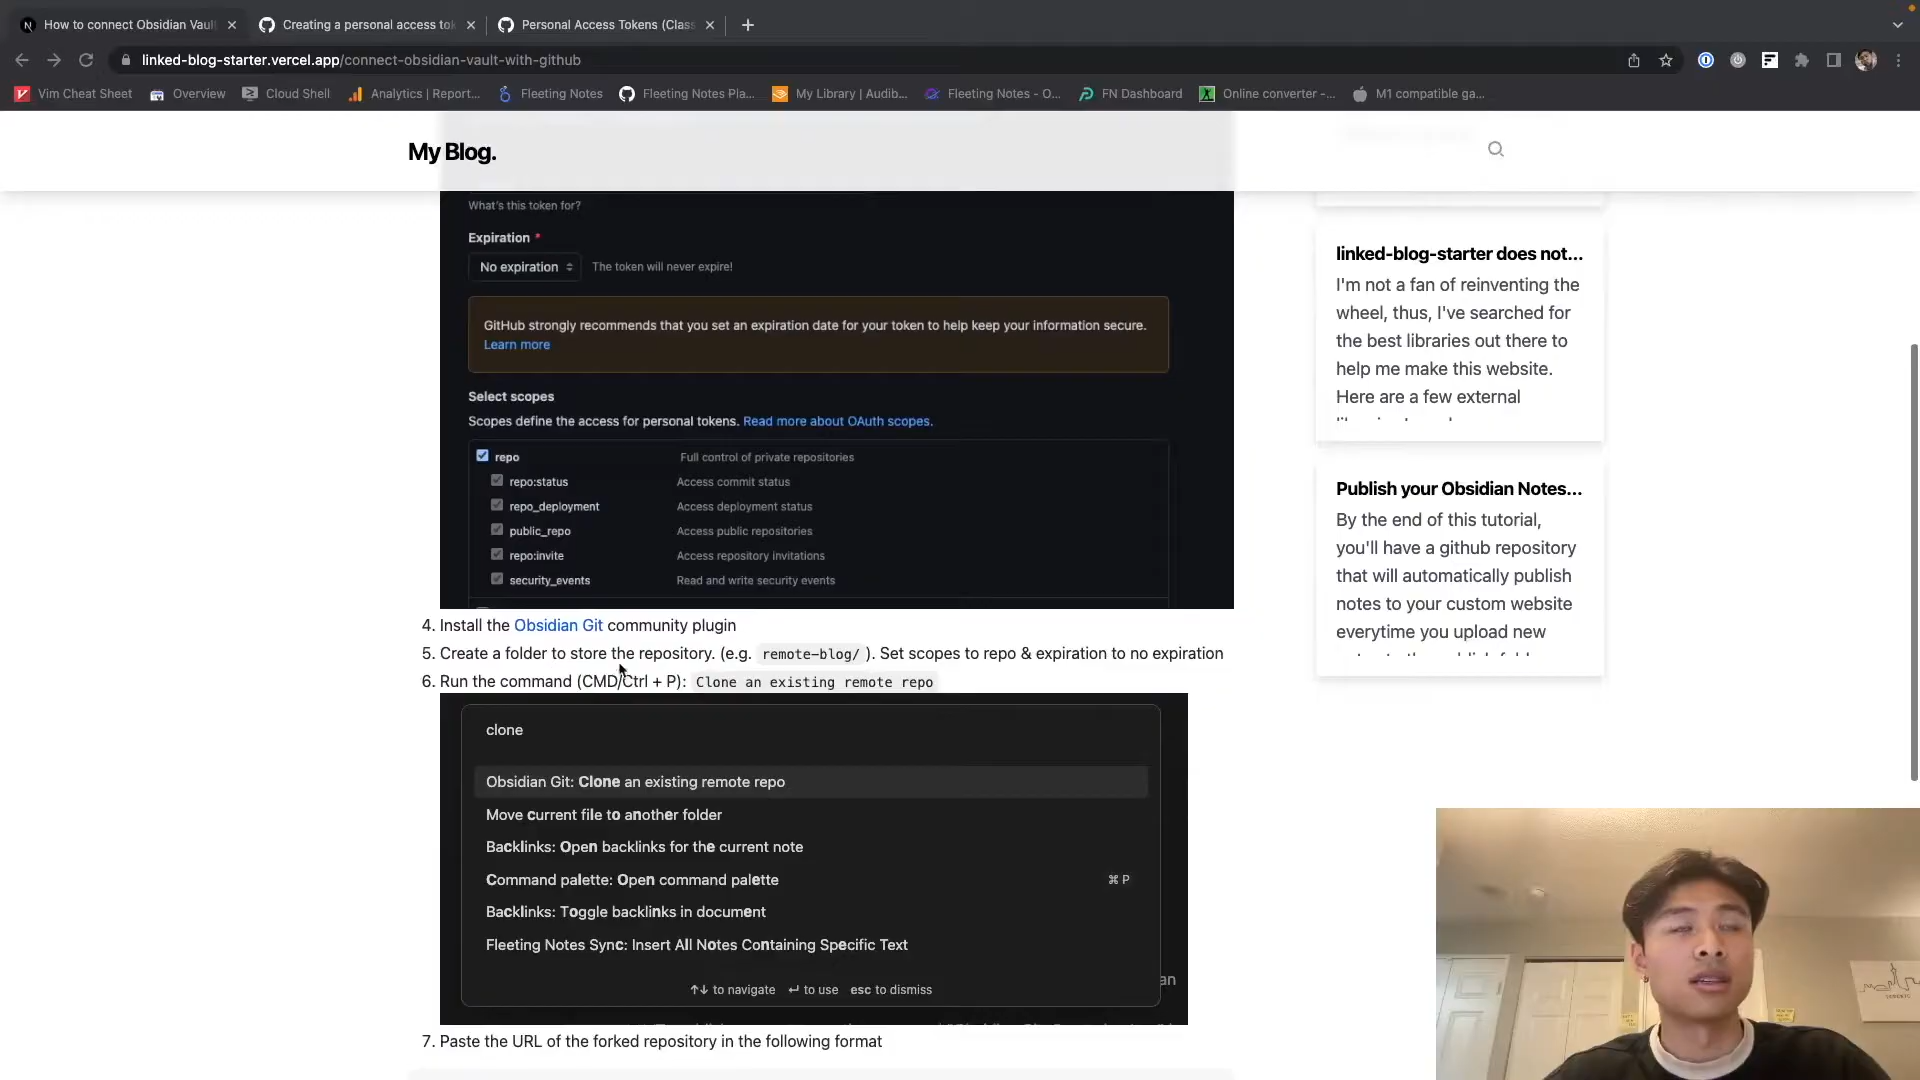 How to connect Obsidian Vaul
Creating a personal access tok
Personal Access Tokens (Class
linked-blog-starter.vercel.app/connect-obsidian-vault-with-github
Vim Cheat Sheet
Overview
Cloud Shell
Analytics | Report...
Fleeting Notes
Fleeting Notes Pla...
My Library | Audib...
Fleeting Notes - O...
FN Dashboard
Online converter -...
M1 compatible ga...
My Blog.
What's this token for?
Expiration *
No expiration
The token will never expire!
GitHub strongly recommends that you set an expiration date for your token to help keep your information secure.
Learn more
Select scopes
Scopes define the access for personal tokens. Read more about OAuth scopes.
repo Full control of private repositories
repo:status Access commit status
repo_deployment Access deployment status
public_repo Access public repositories
repo:invite Access repository invitations
security_events Read and write security events
4. Install the Obsidian Git community plugin
5. Create a folder to store the repository. (e.g. remote-blog/ ). Set scopes to repo & expiration to no expiration
6. Run the command (CMD/Ctrl + P): Clone an existing remote repo
clone
Obsidian Git: Clone an existing remote repo
Move current file to another folder
Backlinks: Open backlinks for the current note
Command palette: Open command palette ⌘ P
Backlinks: Toggle backlinks in document
Fleeting Notes Sync: Insert All Notes Containing Specific Text
an
↑↓ to navigate ↵ to use esc to dismiss
7. Paste the URL of the forked repository in the following format
linked-blog-starter does not...
I'm not a fan of reinventing the
wheel, thus, I've searched for
the best libraries out there to
help me make this website.
Here are a few external
Publish your Obsidian Notes...
By the end of this tutorial,
you'll have a github repository
that will automatically publish
notes to your custom website
everytime you upload new